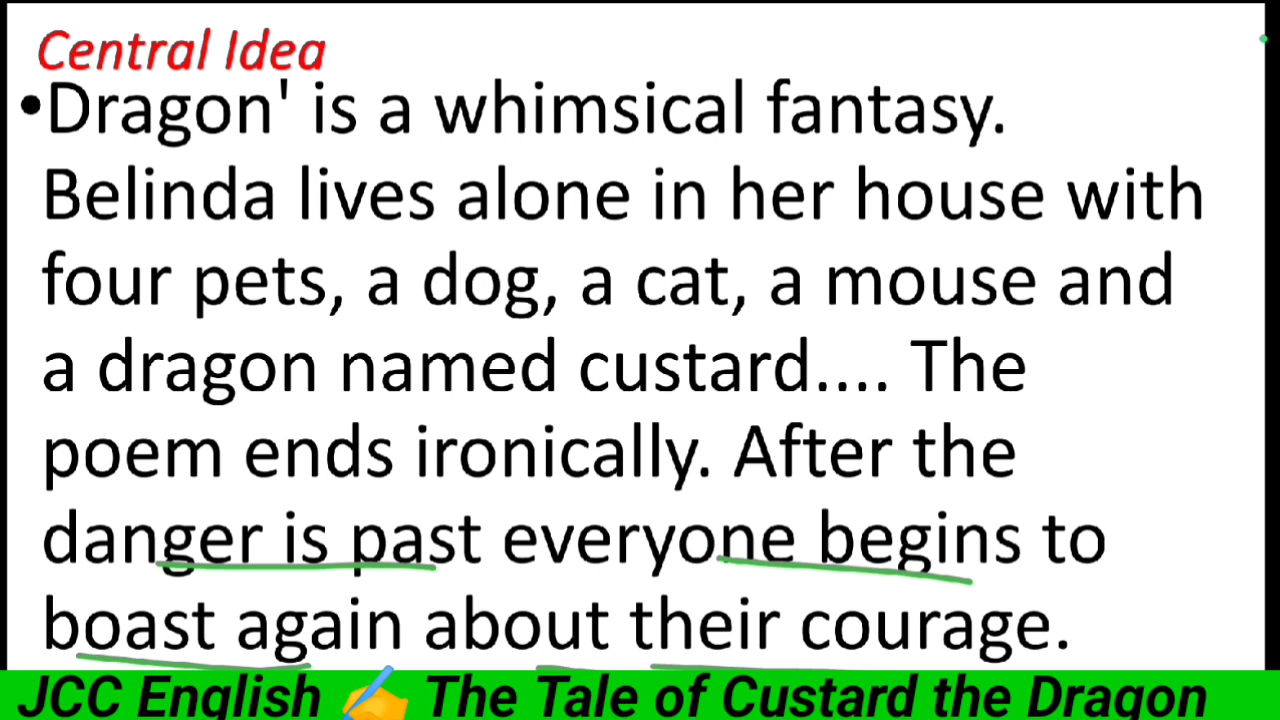 Central Idea
•Dragon' is a whimsical fantasy.
Belinda lives alone in her house with
four pets, a dog, a cat, a mouse and
a dragon named custard.... The
poem ends ironically. After the
danger is past everyone begins to
boast again about their courage.
JCC English ✍ The Tale of Custard the Dragon